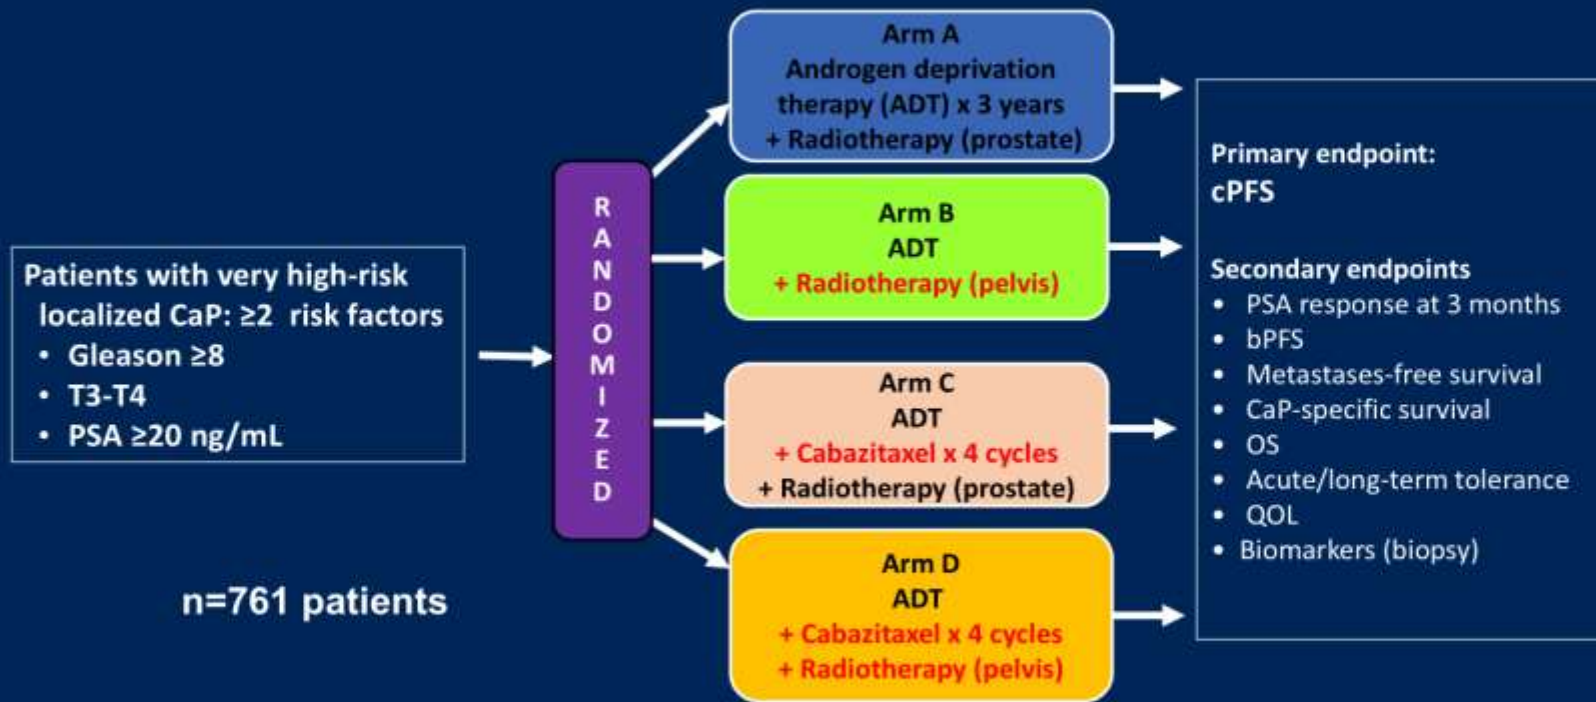 Patients with very high-risk
localized CaP: ≥2 risk factors
• Gleason ≥8
• T3-T4
• PSA ≥20 ng/mL
n=761 patients
R
A
N
D
O
M
I
Z
E
D
Arm A
Androgen deprivation
therapy (ADT) x 3 years
+ Radiotherapy (prostate)
Arm B
ADT
+ Radiotherapy (pelvis)
Arm C
ADT
+ Cabazitaxel x 4 cycles
+ Radiotherapy (prostate)
Arm D
ADT
+ Cabazitaxel x 4 cycles
+ Radiotherapy (pelvis)
Primary endpoint:
cPFS
Secondary endpoints
• PSA response at 3 months
• bPFS
• Metastases-free survival
• CaP-specific survival
• OS
• Acute/long-term tolerance
• QOL
• Biomarkers (biopsy)